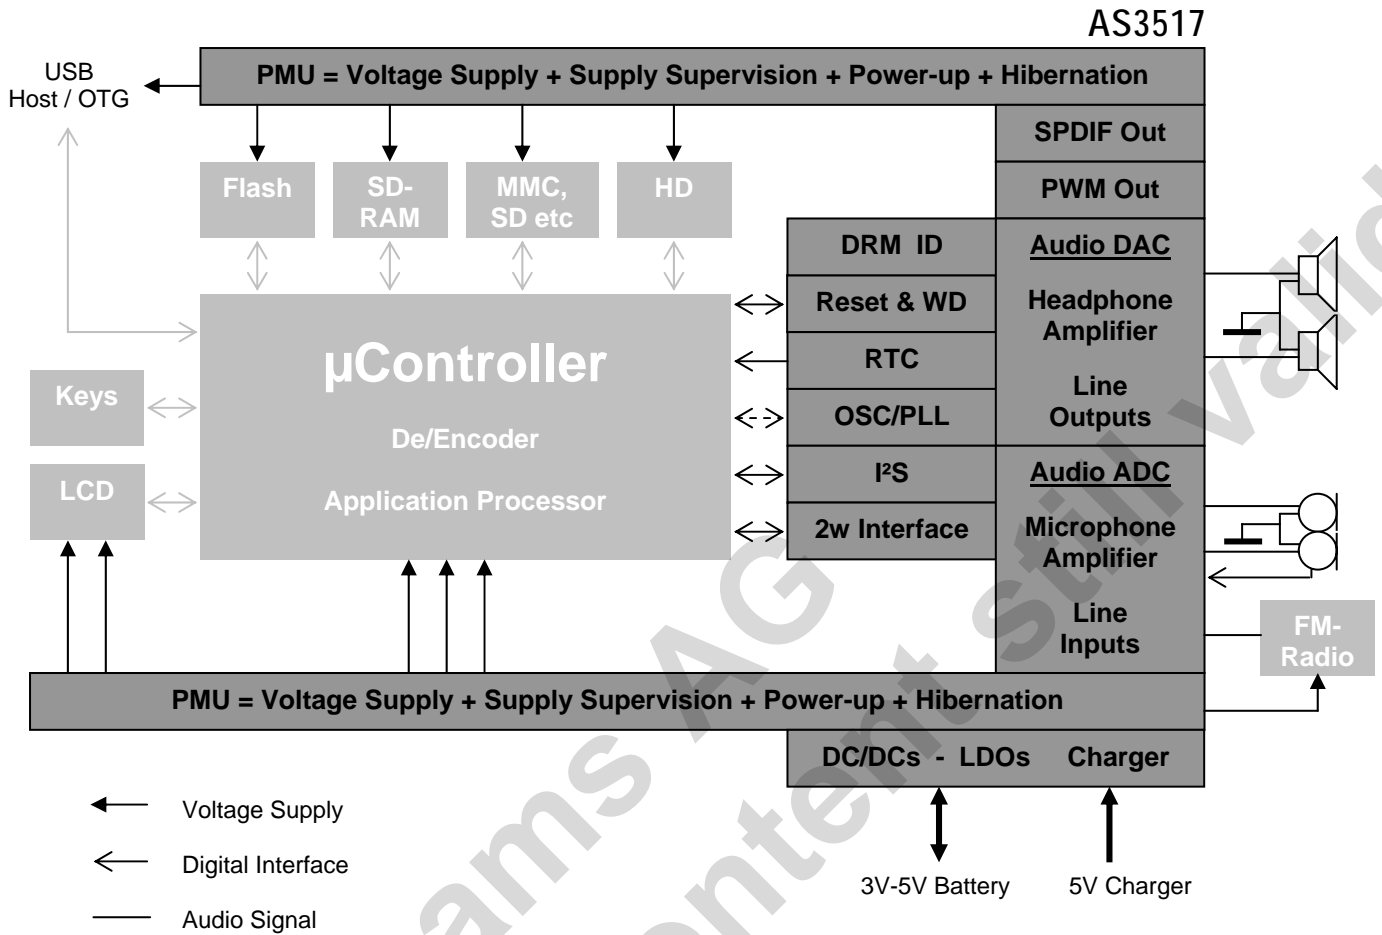 AS3517
PMU = Voltage Supply + Supply Supervision + Power-up + Hibernation
USB
Host / OTG
SPDIF Out
PWM Out
Flash
SD-
RAM
MMC,
SD etc
HD
DRM ID
Reset & WD
RTC
OSC/PLL
I²S
2w Interface
Audio DAC
Headphone
Amplifier
Line
Outputs
Audio ADC
Microphone
Amplifier
Line
Inputs
µController
De/Encoder
Application Processor
Keys
LCD
FM-
Radio
PMU = Voltage Supply + Supply Supervision + Power-up + Hibernation
DC/DCs - LDOs Charger
3V-5V Battery
5V Charger
Voltage Supply
Digital Interface
Audio Signal
ams AG
still valid